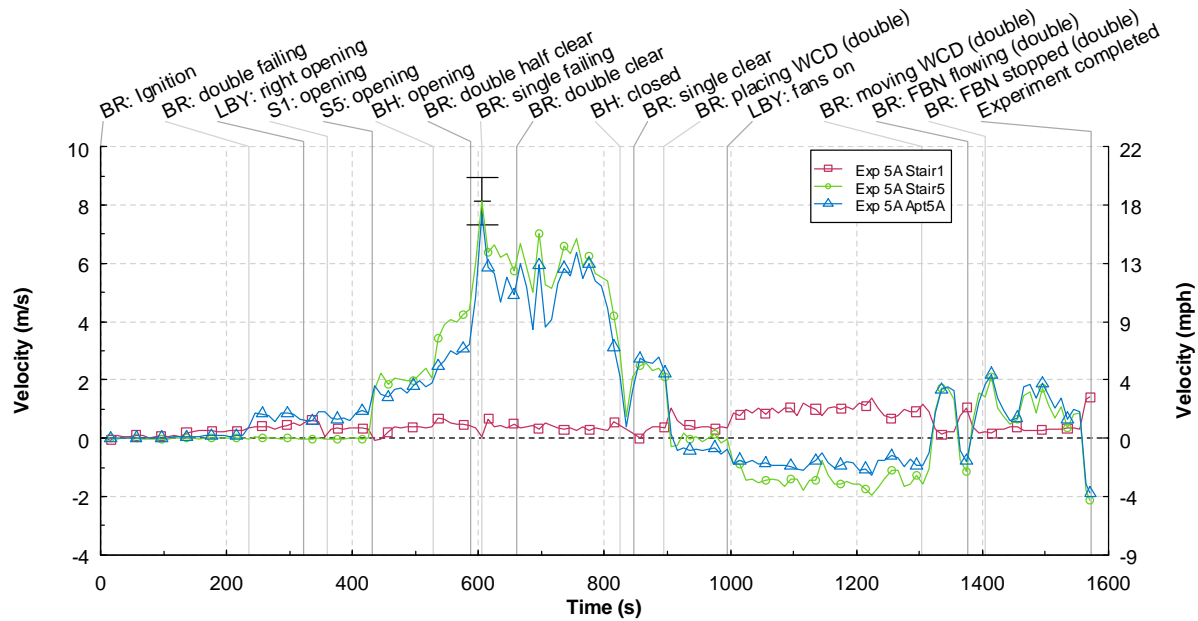 BR: Ignition
BR: double failing
LBY: right opening
S1: opening
S5: opening
BH: opening
BR: double half clear
BR: single failing
BR: double clear
BH: closed
BR: single clear
BR: placing WCD (double)
LBY: fans on
BR: moving WCD (double)
BR: FBN flowing (double)
BR: FBN stopped (double)
Experiment completed
10
8
6
4
2
0
-2
-4
Velocity (m/s)
22
18
13
9
4
0
-4
-9
Velocity (mph)
Exp 5A Stair1
Exp 5A Stair5
Exp 5A Apt5A
0 200 400 600 800 1000 1200 1400 1600
Time (s)